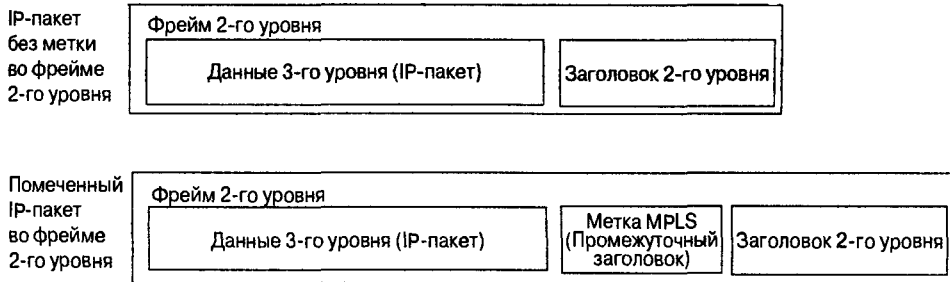 IP-пакет
без метки
во фрейме
2-го уровня
Фрейм 2-го уровня
Данные 3-го уровня (IP-пакет)
Заголовок 2-го уровня
Помеченный
IP-пакет
во фрейме
2-го уровня
Фрейм 2-го уровня
Данные 3-го уровня (IP-пакет)
Метка MPLS
(Промежуточный
заголовок)
Заголовок 2-го уровня